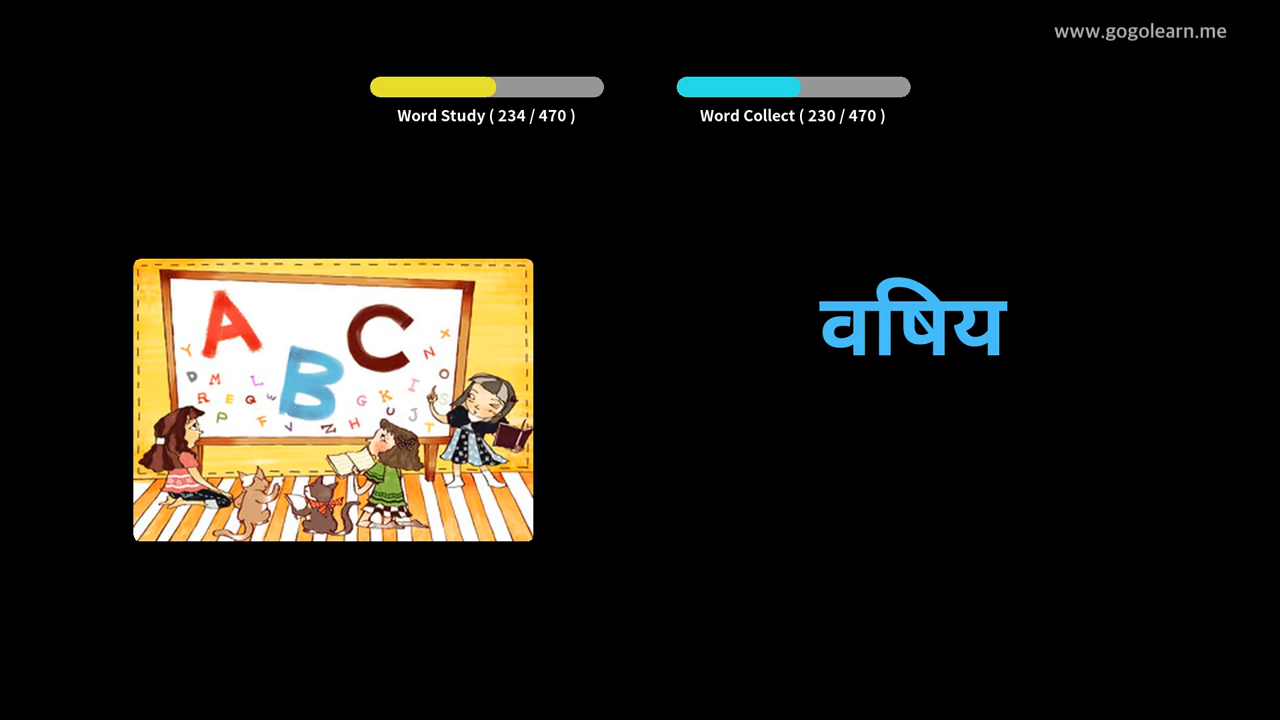 www.gogolearn.me
Word Study ( 234 / 470 )
Word Collect ( 230 / 470 )
A B C
Y N X
D M L I O
R E Q W G K S
P F V Z H U J T
वषिय